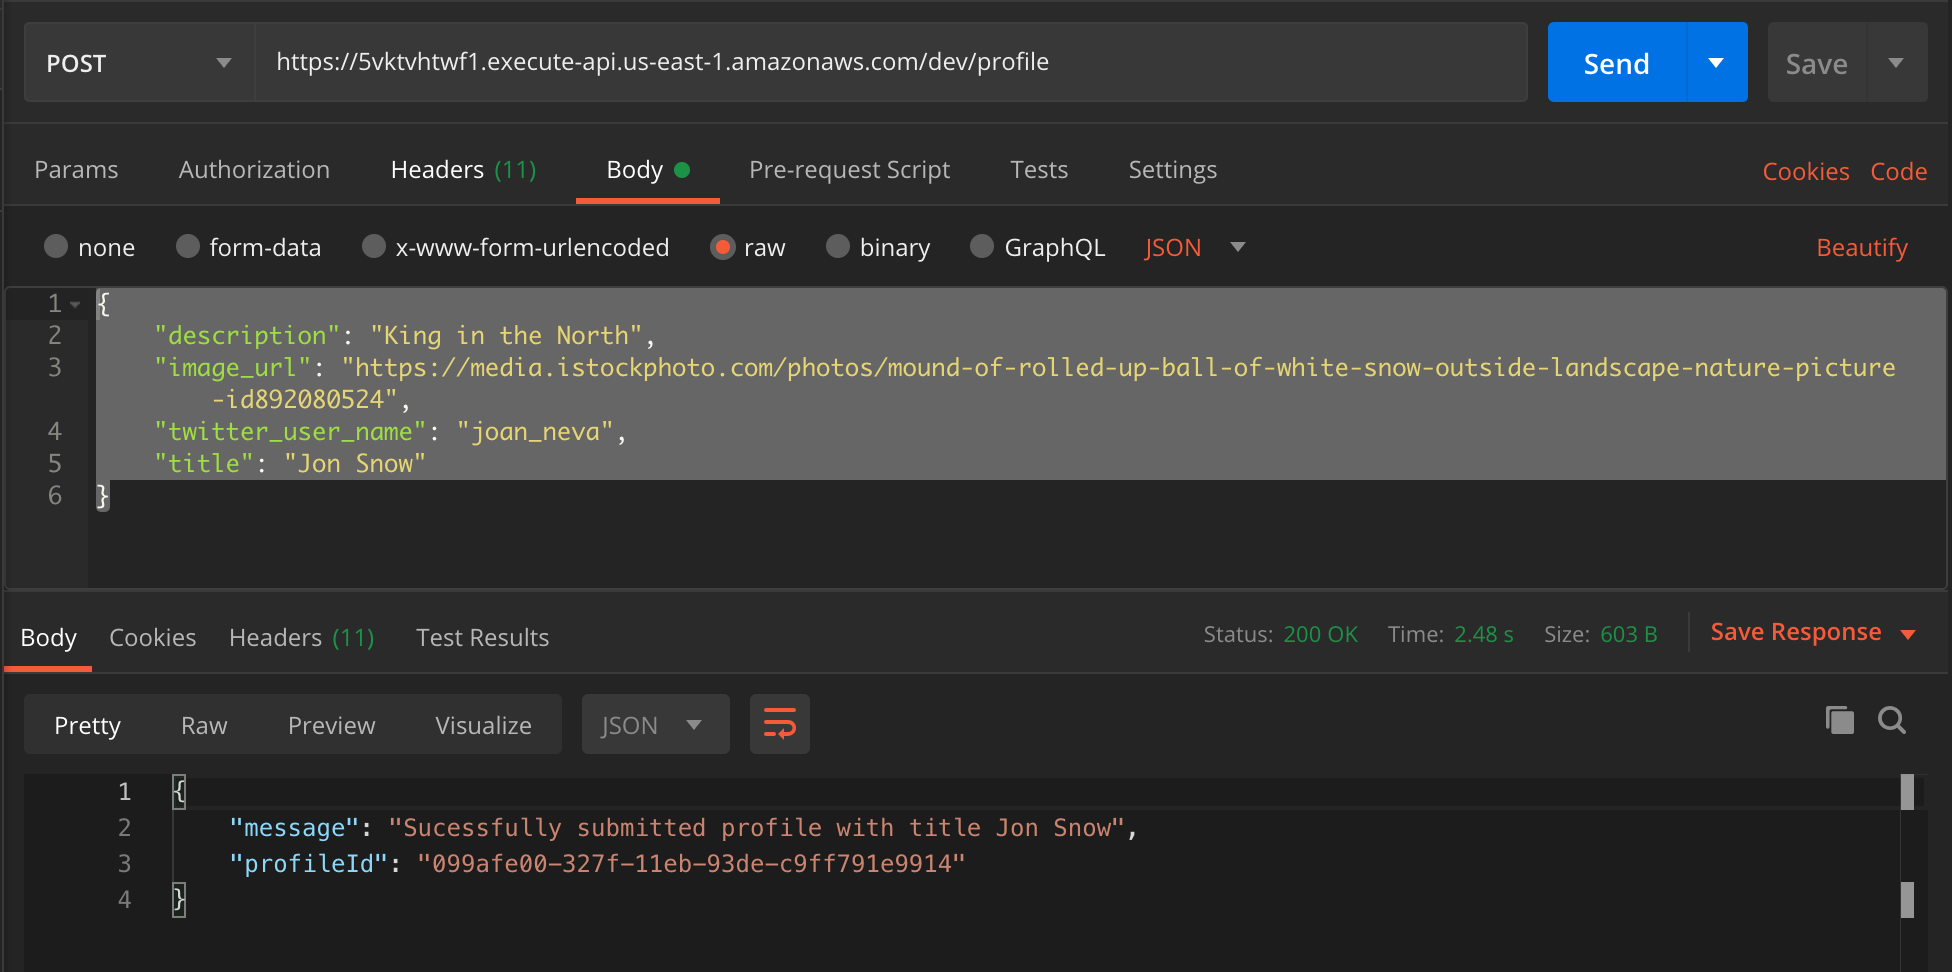 POST https://5vktvhtwf1.execute-api.us-east-1.amazonaws.com/dev/profile Send Save
Params Authorization Headers (11) Body Pre-request Script Tests Settings Cookies Code
none form-data x-www-form-urlencoded raw binary GraphQL JSON Beautify
1 {
2 "description": "King in the North",
3 "image_url": "https://media.istockphoto.com/photos/mound-of-rolled-up-ball-of-white-snow-outside-landscape-nature-picture
-id892080524",
4 "twitter_user_name": "joan_neva",
5 "title": "Jon Snow"
6 }
Body Cookies Headers (11) Test Results Status: 200 OK Time: 2.48 s Size: 603 B Save Response
Pretty Raw Preview Visualize JSON
1 {
2 "message": "Sucessfully submitted profile with title Jon Snow",
3 "profileId": "099afe00-327f-11eb-93de-c9ff791e9914"
4 }